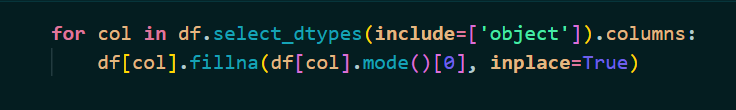 for col in df.select_dtypes(include=['object']).columns:
    df[col].fillna(df[col].mode()[0], inplace=True)